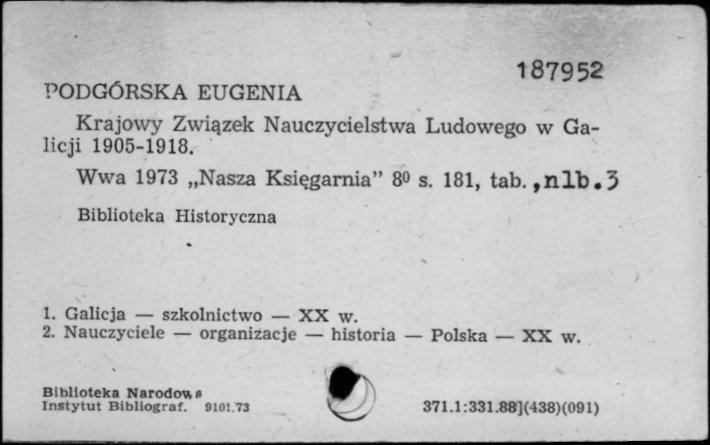 187952
PODGÓRSKA EUGENIA
Krajowy Związek Nauczycielstwa Ludowego w Ga-
licji 1905-1918.
Wwa 1973 „Nasza Księgarnia” 8⁰ s. 181, tab. ,nlb.3
Biblioteka Historyczna
1. Galicja — szkolnictwo — XX w.
2. Nauczyciele — organizacje — historia — Polska — XX w.
Biblioteka Narodowa
Instytut Bibliograf. 9101.73
371.1:331.88](438)(091)